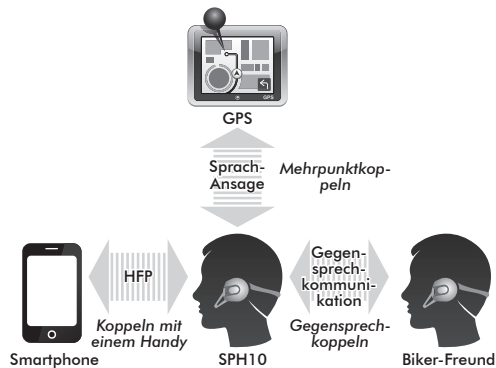 GPS
GPS
Sprach-
Ansage
Mehrpunktkop-
peln
HFP
Gegen-
sprech-
kommuni-
kation
Koppeln mit
einem Handy
Gegensprech-
koppeln
Smartphone
SPH10
Biker-Freund